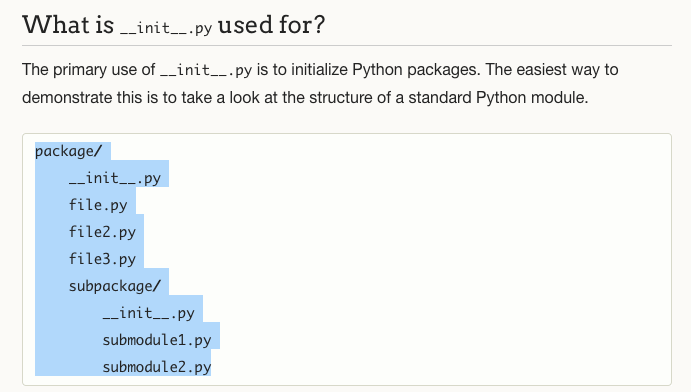 What is __init__.py used for?
The primary use of __init__.py is to initialize Python packages. The easiest way to
demonstrate this is to take a look at the structure of a standard Python module.
package/
    __init__.py
    file.py
    file2.py
    file3.py
    subpackage/
        __init__.py
        submodule1.py
        submodule2.py